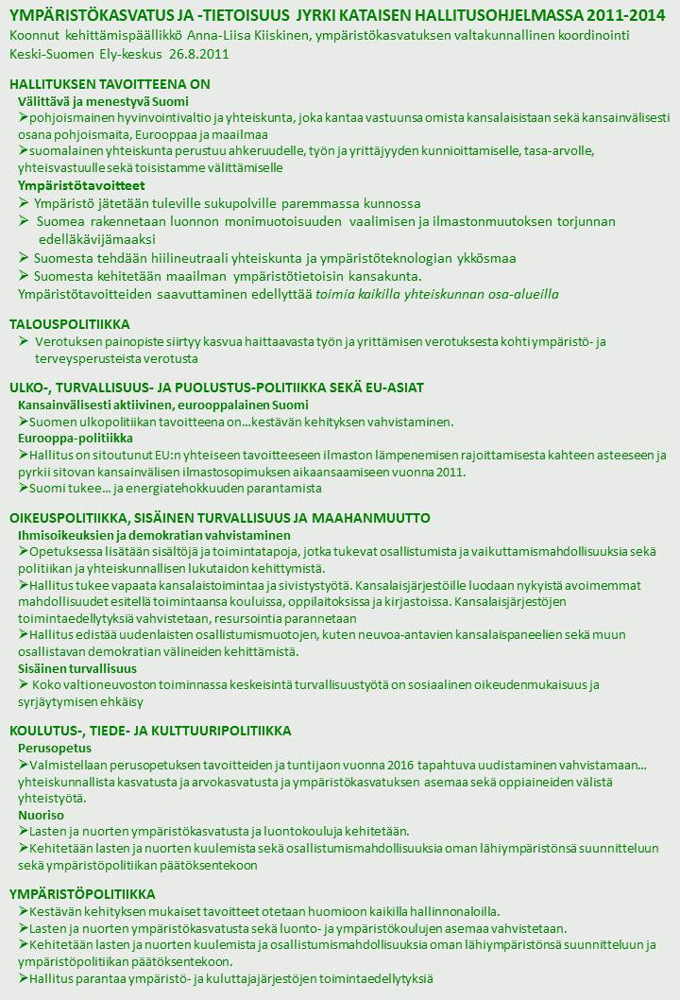 YMPÄRISTÖKASVATUS JA -TIETOISUUS JYRKI KATAISEN HALLITUSOHJELMASSA 2011-2014
Koonnut kehittämispäällikkö Anna-Liisa Kiiskinen, ympäristökasvatuksen valtakunnallinen koordinointi
Keski-Suomen Ely-keskus 26.8.2011
HALLITUKSEN TAVOITTEENA ON
Välittävä ja menestyvä Suomi
➢pohjoismainen hyvinvointivaltio ja yhteiskunta, joka kantaa vastuunsa omista kansalaisistaan sekä kansainvälisesti
osana pohjoismaita, Eurooppaa ja maailmaa
➢suomalainen yhteiskunta perustuu ahkeruudelle, työn ja yrittäjyyden kunnioittamiselle, tasa-arvolle,
yhteisvastuulle sekä toisistamme välittämiselle
Ympäristötavoitteet
➢ Ympäristö jätetään tuleville sukupolville paremmassa kunnossa
➢ Suomea rakennetaan luonnon monimuotoisuuden vaalimisen ja ilmastonmuutoksen torjunnan
edelläkävijämaaksi
➢ Suomesta tehdään hiilineutraali yhteiskunta ja ympäristöteknologian ykkösmaa
➢ Suomesta kehitetään maailman ympäristötietoisin kansakunta.
Ympäristötavoitteiden saavuttaminen edellyttää toimia kaikilla yhteiskunnan osa-alueilla
TALOUSPOLITIIKKA
➢ Verotuksen painopiste siirtyy kasvua haittaavasta työn ja yrittämisen verotuksesta kohti ympäristö- ja
terveysperusteista verotusta
ULKO-, TURVALLISUUS- JA PUOLUSTUS-POLITIIKKA SEKÄ EU-ASIAT
Kansainvälisesti aktiivinen, eurooppalainen Suomi
➢Suomen ulkopolitiikan tavoitteena on…kestävän kehityksen vahvistaminen.
Eurooppa-politiikka
➢Hallitus on sitoutunut EU:n yhteiseen tavoitteeseen ilmaston lämpenemisen rajoittamisesta kahteen asteeseen ja
pyrkii sitovan kansainvälisen ilmastosopimuksen aikaansaamiseen vuonna 2011.
➢Suomi tukee… ja energiatehokkuuden parantamista
OIKEUSPOLITIIKKA, SISÄINEN TURVALLISUUS JA MAAHANMUUTTO
Ihmisoikeuksien ja demokratian vahvistaminen
➢Opetuksessa lisätään sisältöjä ja toimintatapoja, jotka tukevat osallistumista ja vaikuttamismahdollisuuksia sekä
politiikan ja yhteiskunnallisen lukutaidon kehittymistä.
➢Hallitus tukee vapaata kansalaistoimintaa ja sivistystyötä. Kansalaisjärjestöille luodaan nykyistä avoimemmat
mahdollisuudet esitellä toimintaansa kouluissa, oppilaitoksissa ja kirjastoissa. Kansalaisjärjestöjen
toimintaedellytyksiä vahvistetaan, resursointia parannetaan
➢Hallitus edistää uudenlaisten osallistumismuotojen, kuten neuvoa-antavien kansalaispaneelien sekä muun
osallistavan demokratian välineiden kehittämistä.
Sisäinen turvallisuus
➢ Koko valtioneuvoston toiminnassa keskeisintä turvallisuustyötä on sosiaalinen oikeudenmukaisuus ja
syrjäytymisen ehkäisy
KOULUTUS-, TIEDE- JA KULTTUURIPOLITIIKKA
Perusopetus
➢Valmistellaan perusopetuksen tavoitteiden ja tuntijaon vuonna 2016 tapahtuva uudistaminen vahvistamaan…
yhteiskunnallista kasvatusta ja arvokasvatusta ja ympäristökasvatuksen asemaa sekä oppiaineiden välistä
yhteistyötä.
Nuoriso
➢Lasten ja nuorten ympäristökasvatusta ja luontokouluja kehitetään.
➢Kehitetään lasten ja nuorten kuulemista sekä osallistumismahdollisuuksia oman lähiympäristönsä suunnitteluun
sekä ympäristöpolitiikan päätöksentekoon
YMPÄRISTÖPOLITIIKKA
➢Kestävän kehityksen mukaiset tavoitteet otetaan huomioon kaikilla hallinnonaloilla.
➢Lasten ja nuorten ympäristökasvatusta sekä luonto- ja ympäristökoulujen asemaa vahvistetaan.
➢Kehitetään lasten ja nuorten kuulemista ja osallistumismahdollisuuksia oman lähiympäristönsä suunnitteluun ja
ympäristöpolitiikan päätöksentekoon.
➢Hallitus parantaa ympäristö- ja kuluttajajärjestöjen toimintaedellytyksiä